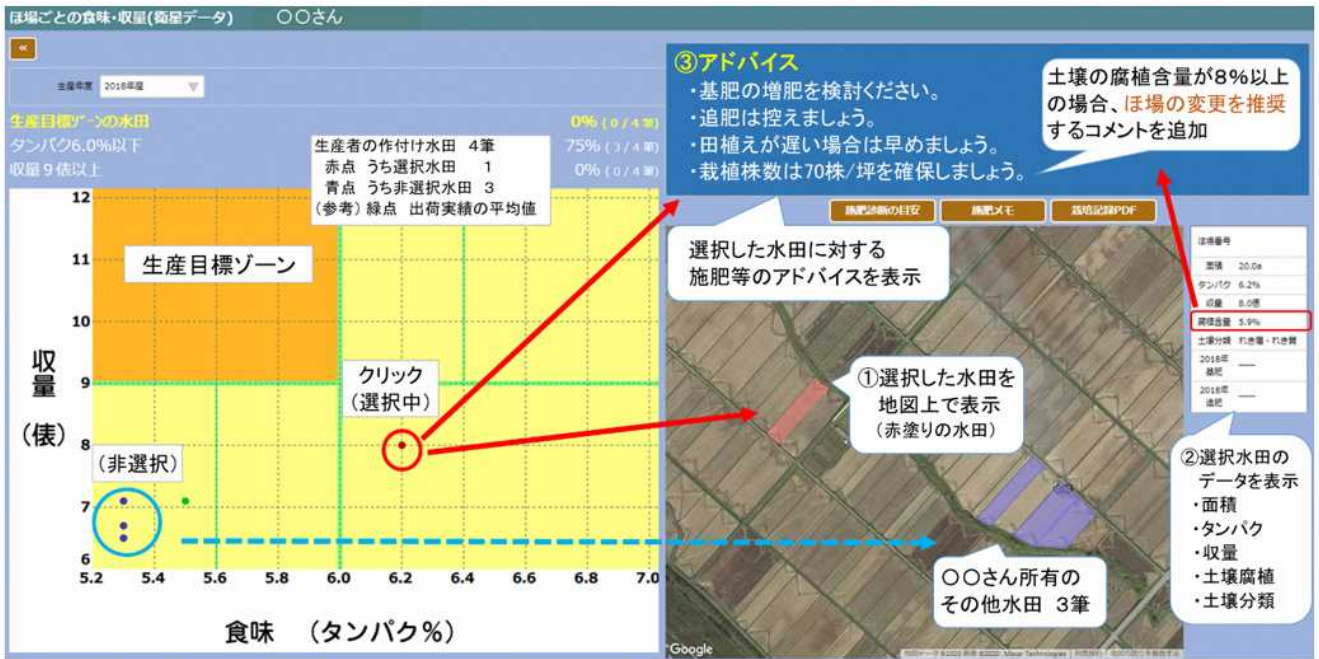 ほ場ごとの食味・収量(衛星データ)　〇〇さん
«
生産年度 2018年産
生産目標ゾーンの水田 0% ( 0 / 4 筆)
タンパク6.0%以下 75% ( 3 / 4 筆)
収量9俵以上 0% ( 0 / 4 筆)
生産者の作付け水田 4筆
赤点 うち選択水田 1
青点 うち非選択水田 3
(参考) 緑点 出荷実績の平均値
生産目標ゾーン
クリック
(選択中)
(非選択)
収量
(俵)
12
11
10
9
8
7
6
5.2 5.4 5.6 5.8 6.0 6.2 6.4 6.6 6.8 7.0
食味 (タンパク%)
③アドバイス
・基肥の増肥を検討ください。
・追肥は控えましょう。
・田植えが遅い場合は早めましょう。
・栽植株数は70株/坪を確保しましょう。
土壌の腐植含量が8%以上
の場合、ほ場の変更を推奨
するコメントを追加
施肥診断の目安 施肥メモ 栽培記録PDF
選択した水田に対する
施肥等のアドバイスを表示
①選択した水田を
地図上で表示
(赤塗りの水田)
〇〇さん所有の
その他水田 3筆
Google
ほ場番号
面積 20.0a
タンパク 6.2%
収量 8.0俵
腐植含量 5.9%
土壌分類 れき層・れき質
2018年
基肥 ――
2018年
追肥 ――
②選択水田の
データを表示
・面積
・タンパク
・収量
・土壌腐植
・土壌分類